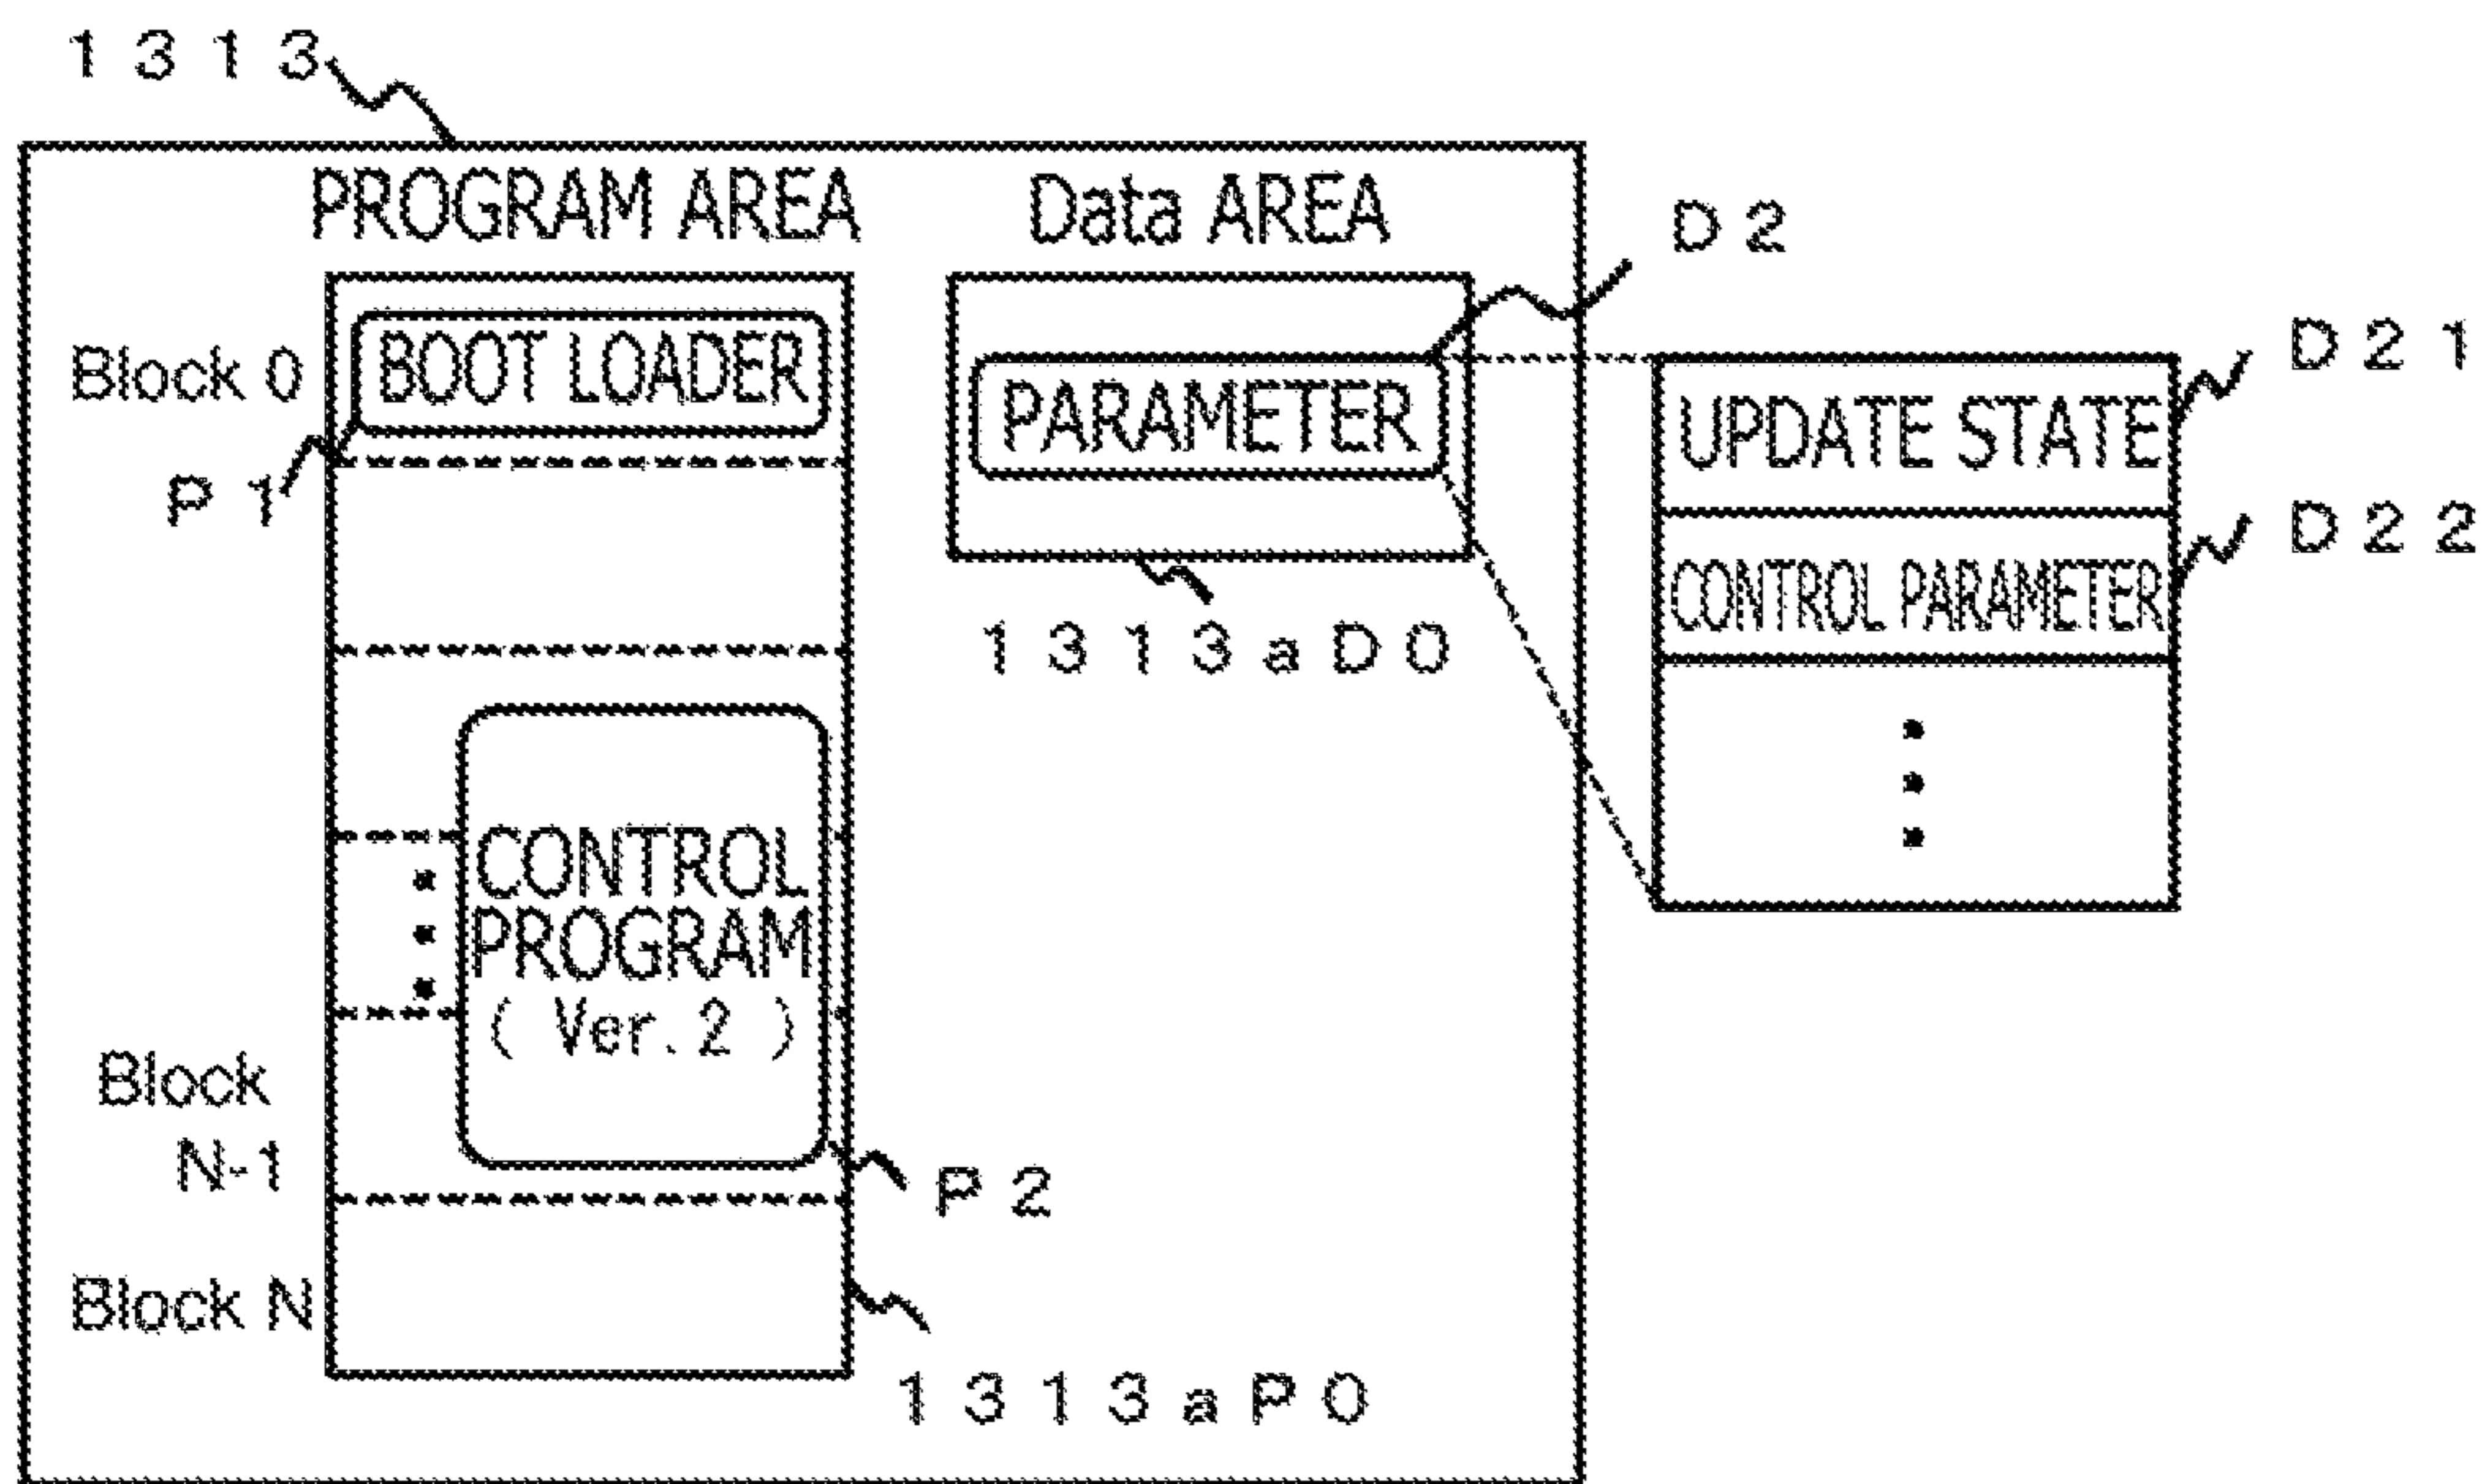 1313
PROGRAM AREA
Data AREA
D2
Block 0
BOOT LOADER
P1
PARAMETER
UPDATE STATE
D21
CONTROL PARAMETER
D22
1313aD0
CONTROL
PROGRAM
( Ver.2 )
Block
N-1
P2
Block N
1313aP0